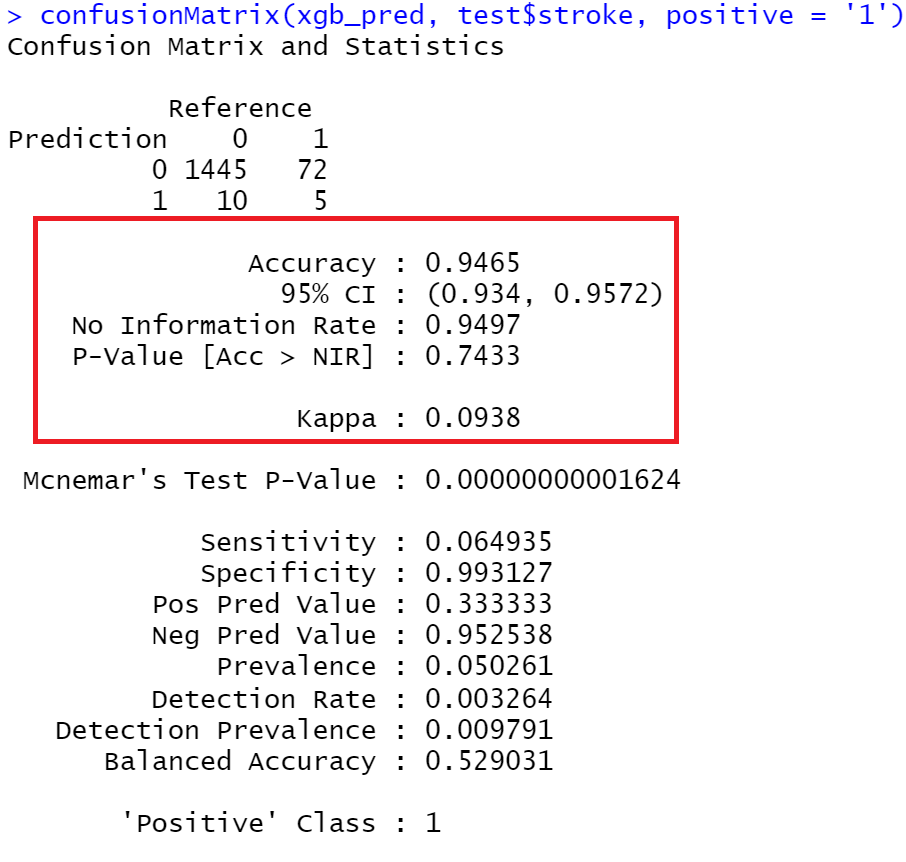 > confusionMatrix(xgb_pred, test$stroke, positive = '1')
Confusion Matrix and Statistics
Reference
Prediction 0 1
0 1445 72
1 10 5
Accuracy : 0.9465
95% CI : (0.934, 0.9572)
No Information Rate : 0.9497
P-Value [Acc > NIR] : 0.7433
Kappa : 0.0938
Mcnemar's Test P-Value : 0.00000000001624
Sensitivity : 0.064935
Specificity : 0.993127
Pos Pred Value : 0.333333
Neg Pred Value : 0.952538
Prevalence : 0.050261
Detection Rate : 0.003264
Detection Prevalence : 0.009791
Balanced Accuracy : 0.529031
'Positive' Class : 1